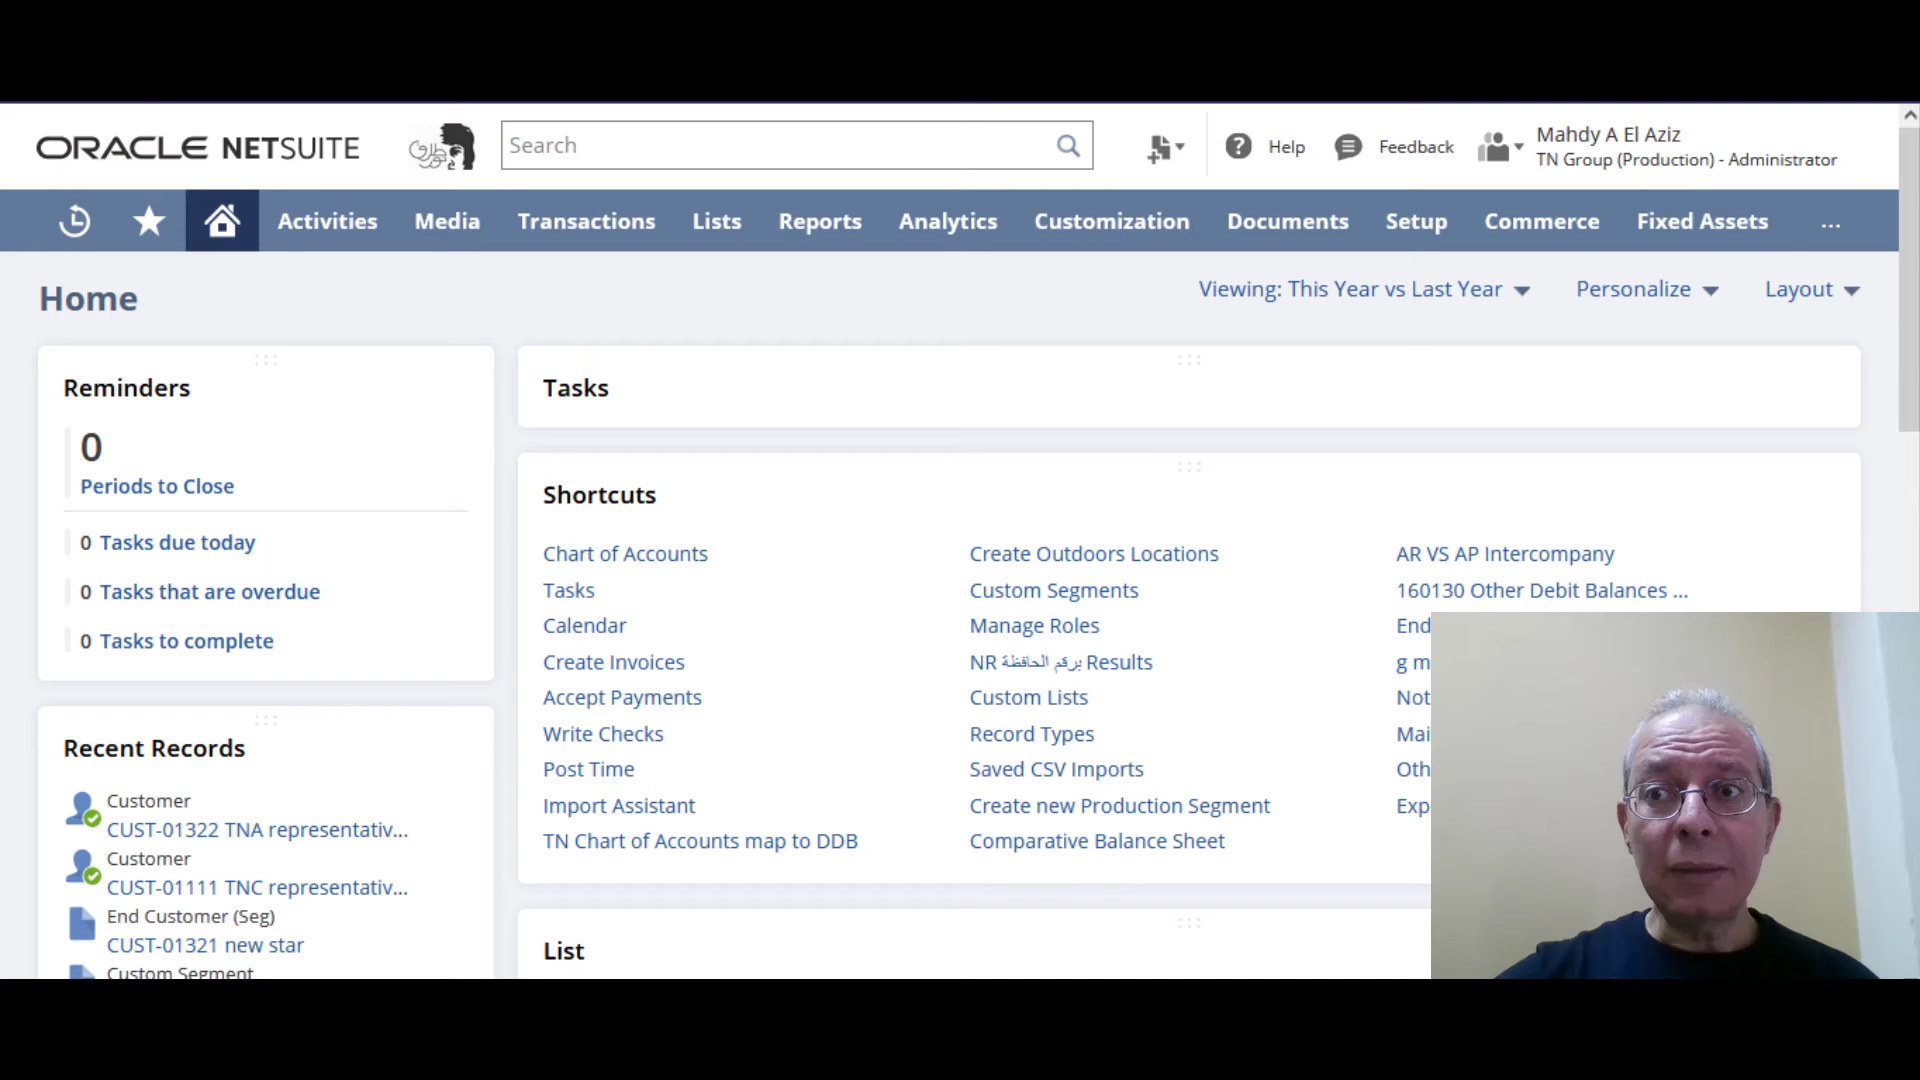 ORACLE NETSUITE
Search
Help
Feedback
Mahdy A El Aziz
TN Group (Production) - Administrator
Activities
Media
Transactions
Lists
Reports
Analytics
Customization
Documents
Setup
Commerce
Fixed Assets
...
Home
Viewing: This Year vs Last Year
Personalize
Layout
Reminders
0
Periods to Close
0 Tasks due today
0 Tasks that are overdue
0 Tasks to complete
Recent Records
Customer
CUST-01322 TNA representativ...
Customer
CUST-01111 TNC representativ...
End Customer (Seg)
CUST-01321 new star
Custom Segment
Tasks
Shortcuts
Chart of Accounts
Tasks
Calendar
Create Invoices
Accept Payments
Write Checks
Post Time
Import Assistant
TN Chart of Accounts map to DDB
Create Outdoors Locations
Custom Segments
Manage Roles
NR برقم الحافظة Results
Custom Lists
Record Types
Saved CSV Imports
Create new Production Segment
Comparative Balance Sheet
AR VS AP Intercompany
160130 Other Debit Balances ...
End
g m
Not
Mai
Oth
Exp
List